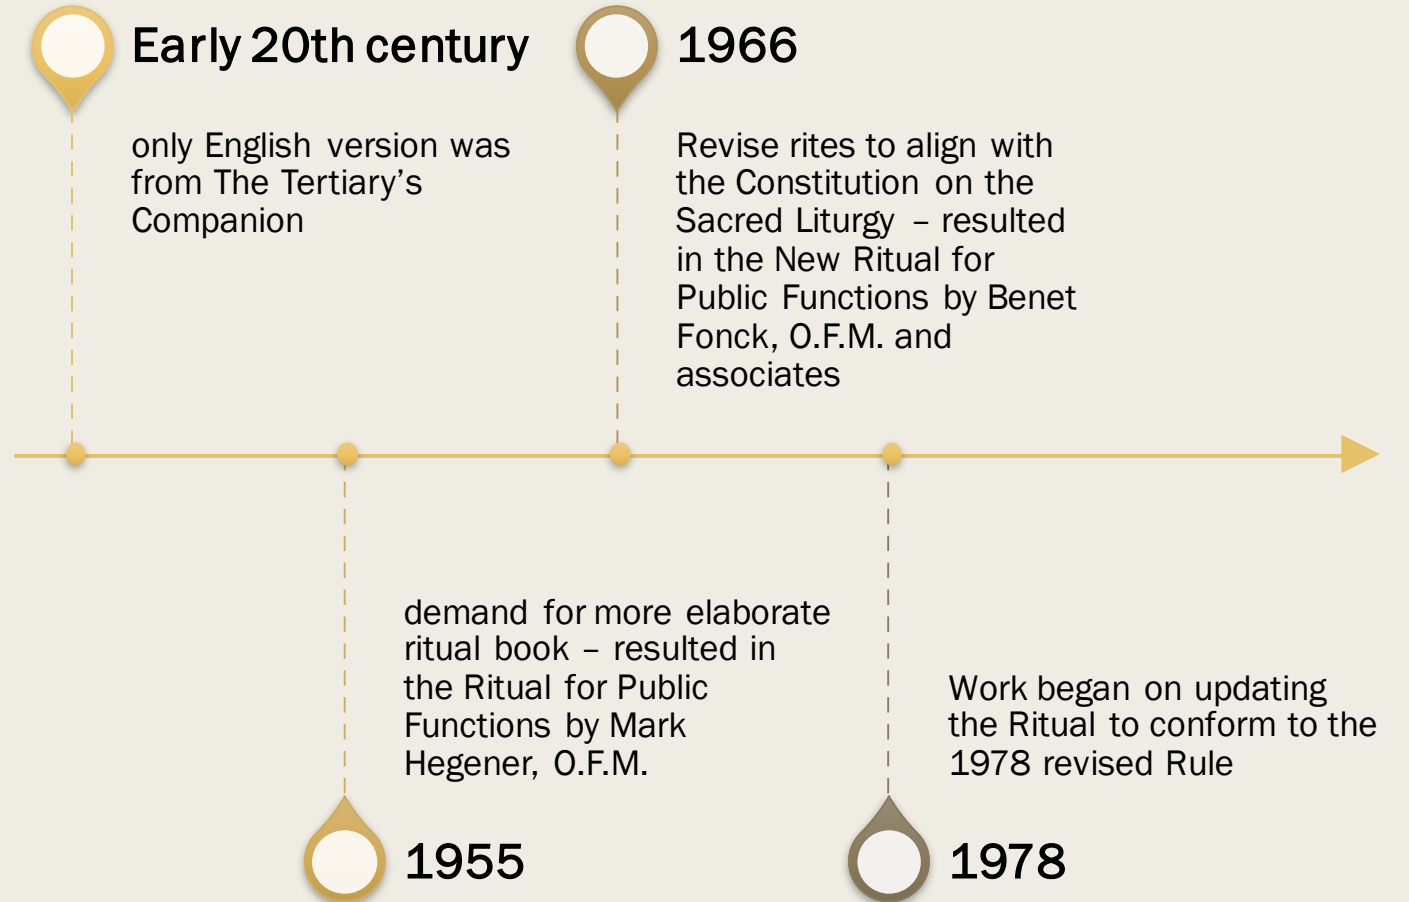 Early 20th century
only English version was
from The Tertiary’s
Companion
1966
Revise rites to align with
the Constitution on the
Sacred Liturgy – resulted
in the New Ritual for
Public Functions by Benet
Fonck, O.F.M. and
associates
demand for more elaborate
ritual book – resulted in
the Ritual for Public
Functions by Mark
Hegener, O.F.M.
1955
Work began on updating
the Ritual to conform to the
1978 revised Rule
1978